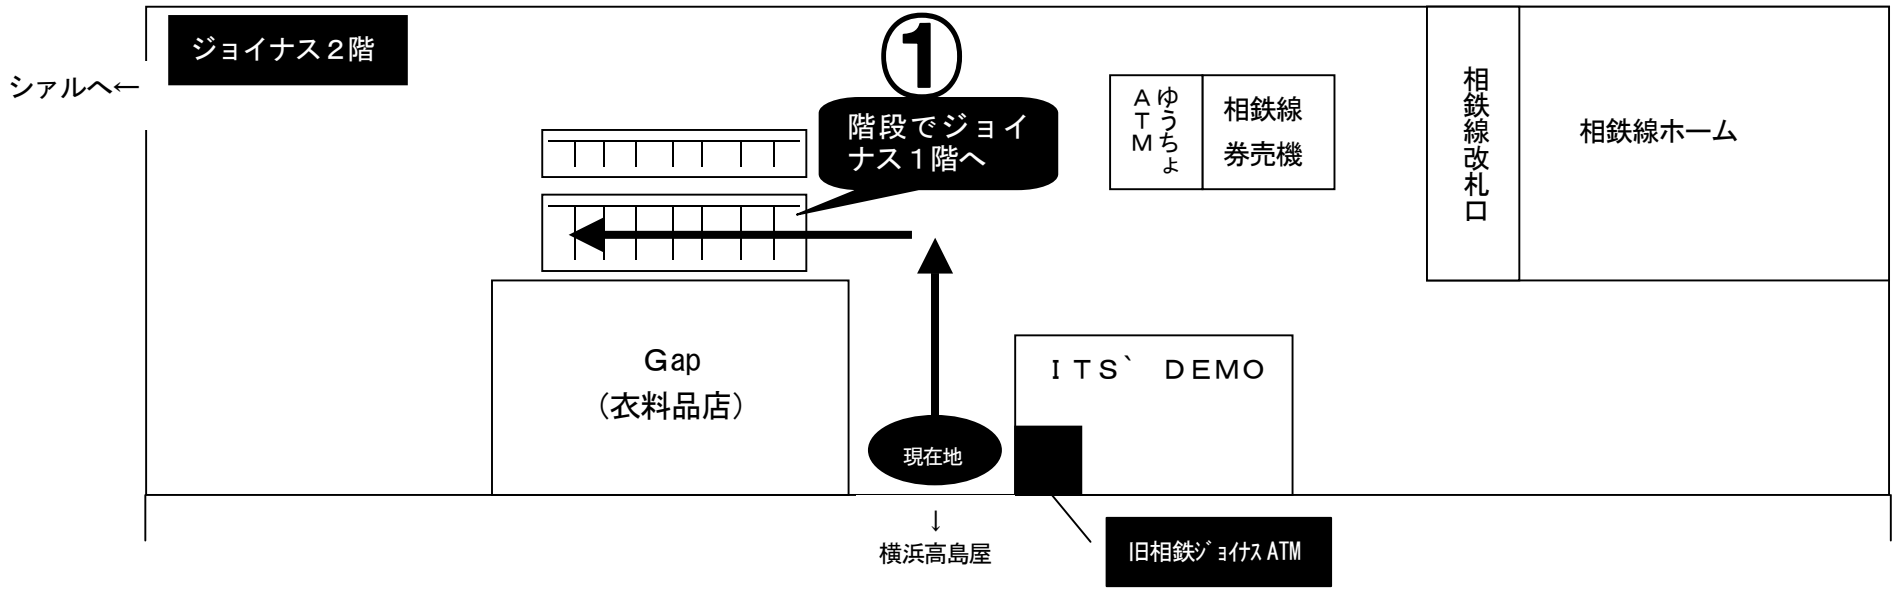 ジョイナス２階
シァルへ←
①
階段でジョイ
ナス１階へ
ゆうちょ
ＡＴＭ
相鉄線
券売機
相鉄線改札口
相鉄線ホーム
Gap
（衣料品店）
ＩＴＳ｀　ＤＥＭＯ
現在地
↓
横浜高島屋
旧相鉄ｼﾞｮｲﾅｽ ATM